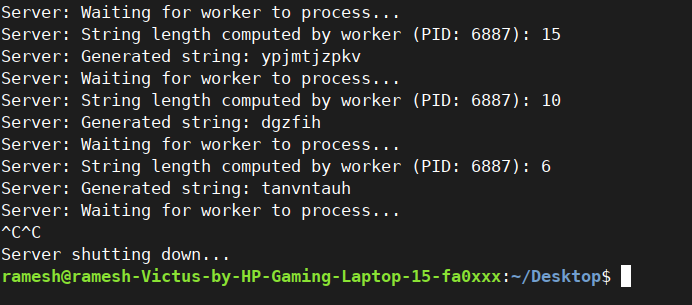 Server: Waiting for worker to process...
Server: String length computed by worker (PID: 6887): 15
Server: Generated string: ypjmtjzpkv
Server: Waiting for worker to process...
Server: String length computed by worker (PID: 6887): 10
Server: Generated string: dgzfih
Server: Waiting for worker to process...
Server: String length computed by worker (PID: 6887): 6
Server: Generated string: tanvntauh
Server: Waiting for worker to process...
^C^C
Server shutting down...
ramesh@ramesh-Victus-by-HP-Gaming-Laptop-15-fa0xxx:~/Desktop$